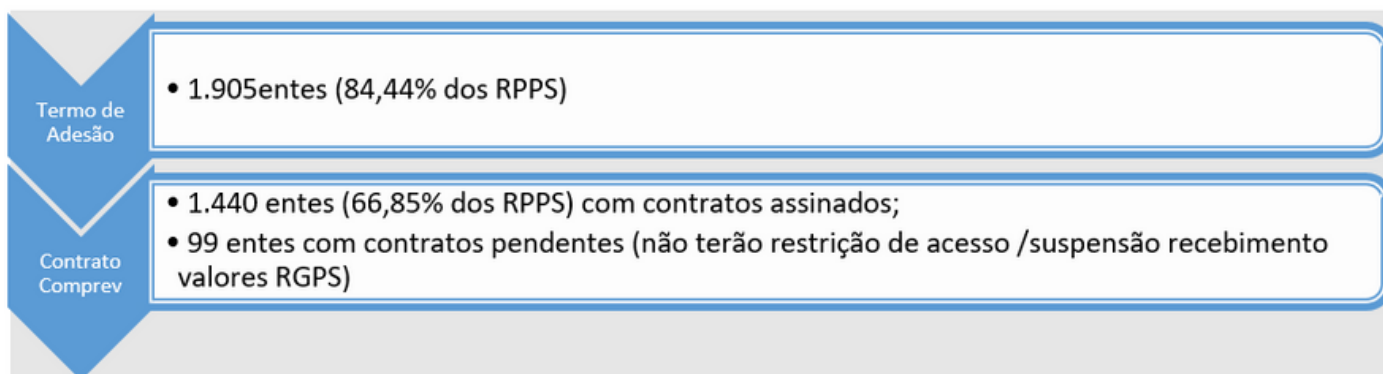 Termo de
Adesão
• 1.905entes (84,44% dos RPPS)
Contrato
Comprev
• 1.440 entes (66,85% dos RPPS) com contratos assinados;
• 99 entes com contratos pendentes (não terão restrição de acesso /suspensão recebimento
valores RGPS)